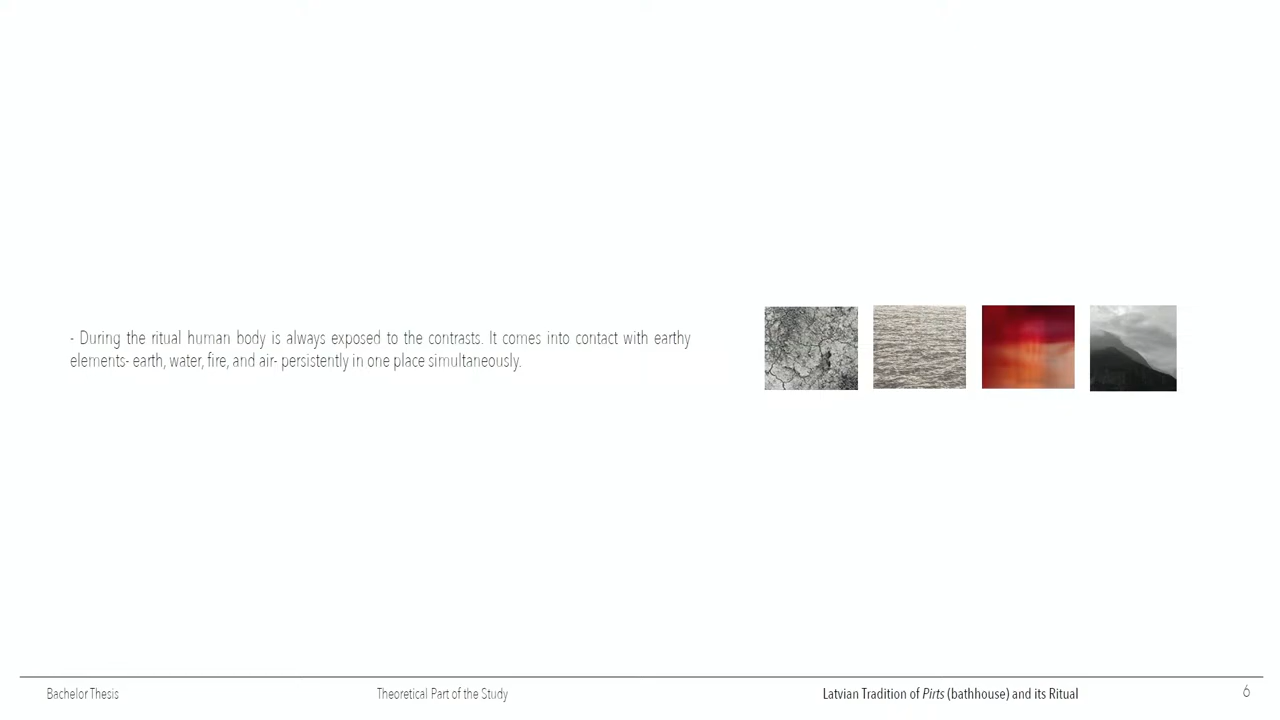 - During the ritual human body is always exposed to the contrasts. It comes into contact with earthy
elements- earth, water, fire, and air- persistently in one place simultaneously.
Bachelor Thesis
Theoretical Part of the Study
Latvian Tradition of Pirts (bathhouse) and its Ritual
6